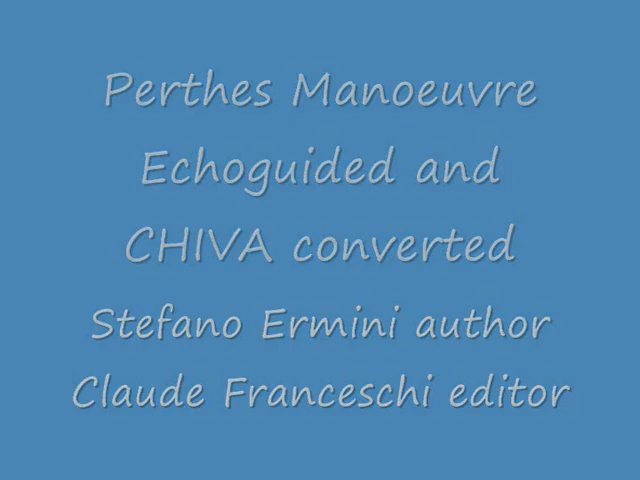 Perthes Manoeuvre
Echoguided and
CHIVA converted
Stefano Ermini author
Claude Franceschi editor